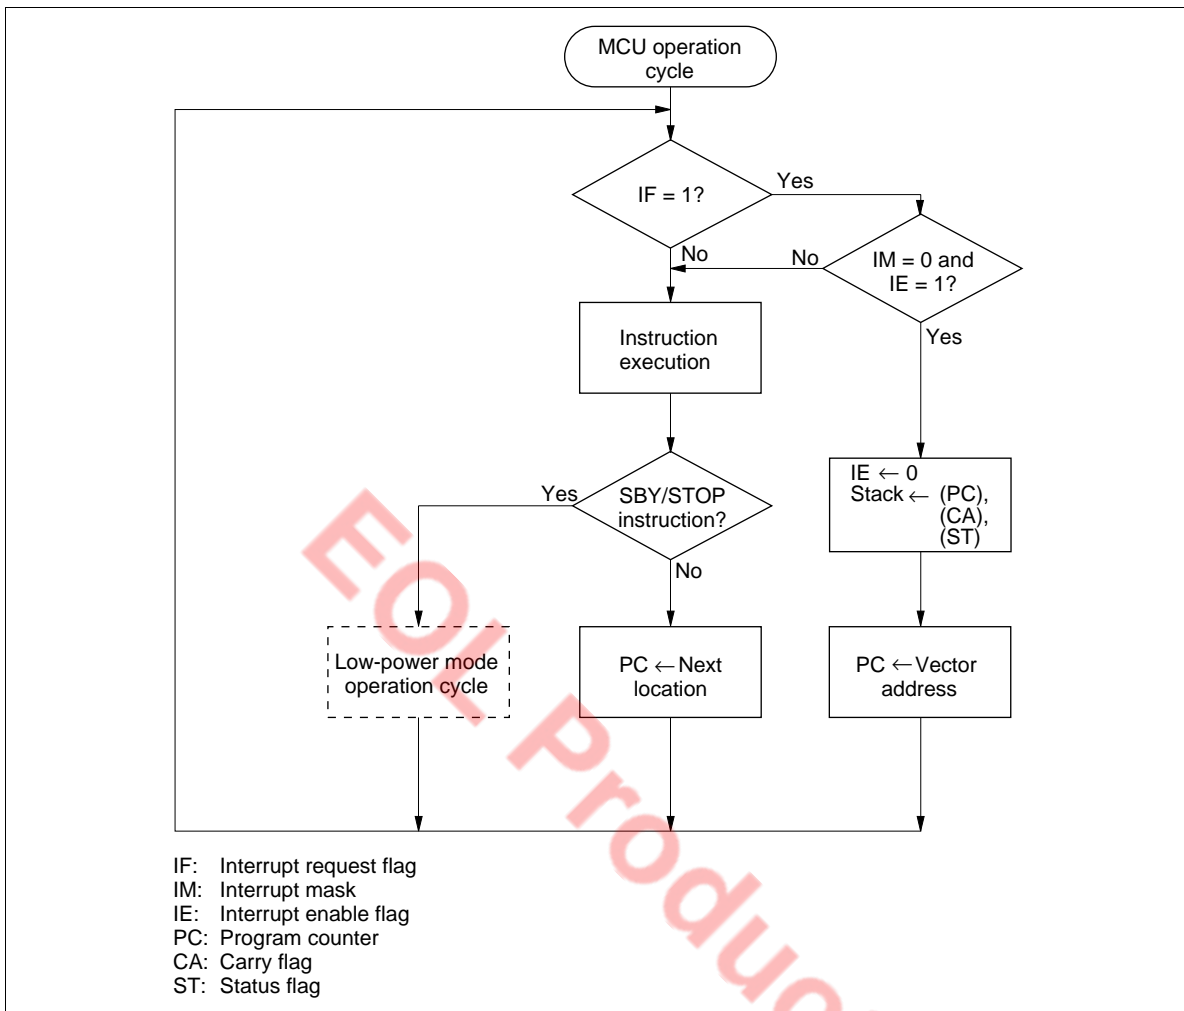 MCU operation
cycle
IF = 1?
Yes
No
No
IM = 0 and
IE = 1?
Yes
Instruction
execution
Yes
SBY/STOP
instruction?
No
IE ← 0
Stack ← (PC),
(CA),
(ST)
Low-power mode
operation cycle
PC ← Next
location
PC ← Vector
address
IF: Interrupt request flag
IM: Interrupt mask
IE: Interrupt enable flag
PC: Program counter
CA: Carry flag
ST: Status flag
EOL Produc